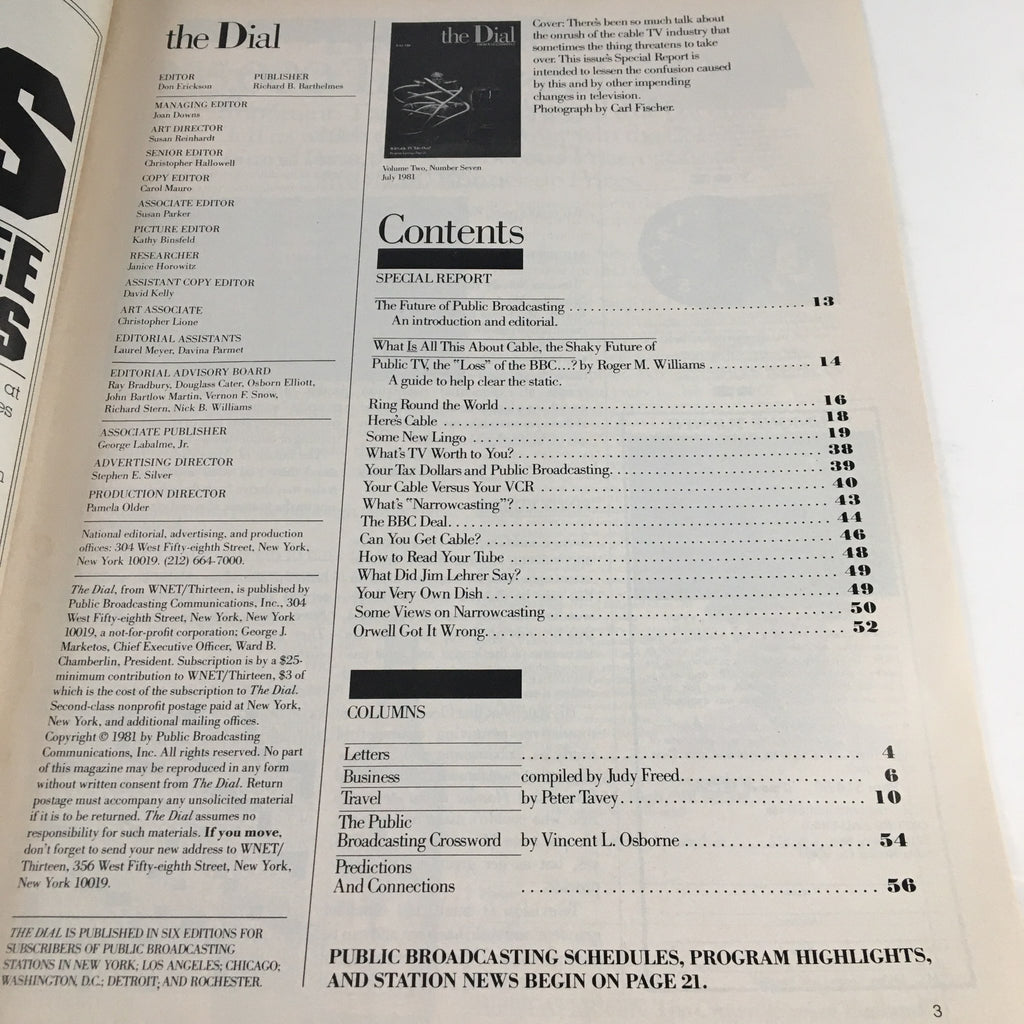 the Dial
EDITOR
Don Erickson
PUBLISHER
Richard B. Barthelmes
MANAGING EDITOR
Joan Downs
ART DIRECTOR
Susan Reinhardt
SENIOR EDITOR
Christopher Hallowell
COPY EDITOR
Carol Mauro
ASSOCIATE EDITOR
Susan Parker
PICTURE EDITOR
Kathy Binsfeld
RESEARCHER
Janice Horowitz
ASSISTANT COPY EDITOR
David Kelly
ART ASSOCIATE
Christopher Lione
EDITORIAL ASSISTANTS
Laurel Meyer, Davina Parmet
EDITORIAL ADVISORY BOARD
Ray Bradbury, Douglass Cater, Osborn Elliott,
John Bartlow Martin, Vernon F. Snow,
Richard Stern, Nick B. Williams
ASSOCIATE PUBLISHER
George Labalme, Jr.
ADVERTISING DIRECTOR
Stephen E. Silver
PRODUCTION DIRECTOR
Pamela Older
National editorial, advertising, and production
offices: 304 West Fifty-eighth Street, New York,
New York 10019. (212) 664-7000.
The Dial, from WNET/Thirteen, is published by
Public Broadcasting Communications, Inc., 304
West Fifty-eighth Street, New York, New York
10019, a not-for-profit corporation; George J.
Marketos, Chief Executive Officer, Ward B.
Chamberlin, President. Subscription is by a $25-
minimum contribution to WNET/Thirteen, $3 of
which is the cost of the subscription to The Dial.
Second-class nonprofit postage paid at New York,
New York, and additional mailing offices.
Copyright © 1981 by Public Broadcasting
Communications, Inc. All rights reserved. No part
of this magazine may be reproduced in any form
without written consent from The Dial. Return
postage must accompany any unsolicited material
if it is to be returned. The Dial assumes no
responsibility for such materials. If you move,
don't forget to send your new address to WNET/
Thirteen, 356 West Fifty-eighth Street, New York,
New York 10019.
THE DIAL IS PUBLISHED IN SIX EDITIONS FOR
SUBSCRIBERS OF PUBLIC BROADCASTING
STATIONS IN NEW YORK; LOS ANGELES; CHICAGO;
WASHINGTON, D.C.; DETROIT; AND ROCHESTER.
the Dial
Volume Two, Number Seven
July 1981
Cover: There's been so much talk about
the onrush of the cable TV industry that
sometimes the thing threatens to take
over. This issue's Special Report is
intended to lessen the confusion caused
by this and by other impending
changes in television.
Photograph by Carl Fischer.
Contents
SPECIAL REPORT
The Future of Public Broadcasting . . . . . . . . . . 13
An introduction and editorial.
What Is All This About Cable, the Shaky Future of
Public TV, the "Loss" of the BBC...? by Roger M. Williams . . . . . . . . . . 14
A guide to help clear the static.
Ring Round the World . . . . . . . . . . 16
Here's Cable . . . . . . . . . . 18
Some New Lingo . . . . . . . . . . 19
What's TV Worth to You? . . . . . . . . . . 38
Your Tax Dollars and Public Broadcasting. . . . . . . . . . . 39
Your Cable Versus Your VCR . . . . . . . . . . 40
What's "Narrowcasting"? . . . . . . . . . . 43
The BBC Deal. . . . . . . . . . . 44
Can You Get Cable? . . . . . . . . . . 46
How to Read Your Tube . . . . . . . . . . 48
What Did Jim Lehrer Say? . . . . . . . . . . 49
Your Very Own Dish . . . . . . . . . . 49
Some Views on Narrowcasting . . . . . . . . . . 50
Orwell Got It Wrong. . . . . . . . . . . 52
COLUMNS
Letters . . . . . . . . . . 4
Business compiled by Judy Freed. . . . . . . . . . . 6
Travel by Peter Tavey. . . . . . . . . . . 10
The Public
Broadcasting Crossword by Vincent L. Osborne . . . . . . . . . . 54
Predictions
And Connections . . . . . . . . . . 56
PUBLIC BROADCASTING SCHEDULES, PROGRAM HIGHLIGHTS,
AND STATION NEWS BEGIN ON PAGE 21.
3